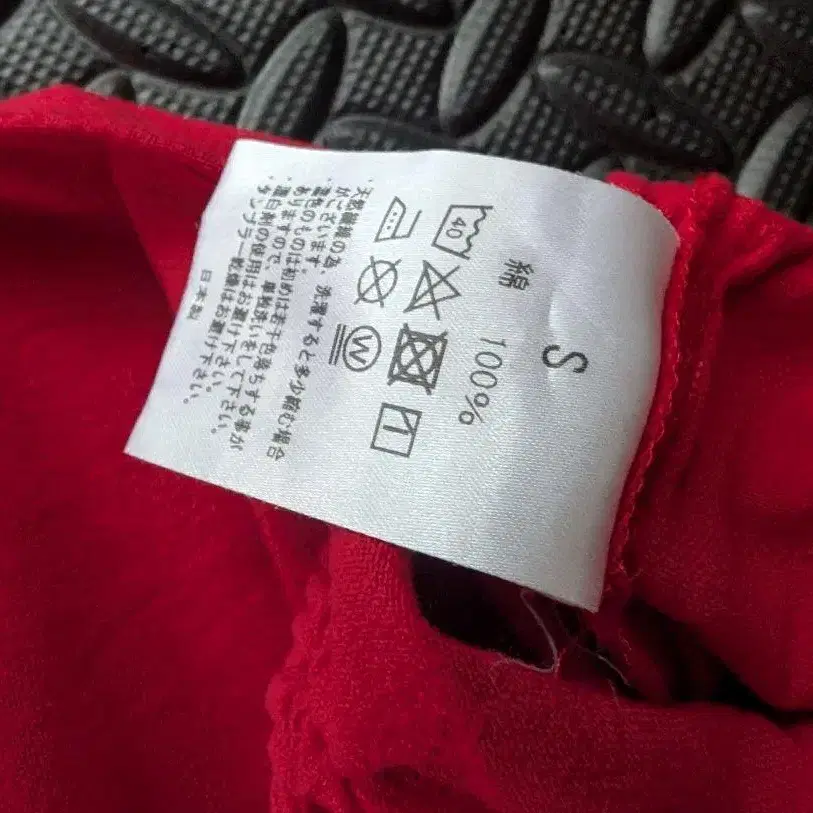 S
綿 100%
40
W
・天然繊維の為、洗濯すると多少縮む場合
がございます。
・濃色のものは初めは若干色落ちする事が
ありますので、単独洗いをして下さい。
・漂白剤の使用はお避け下さい。
・タンブラー乾燥はお避け下さい。
日本製